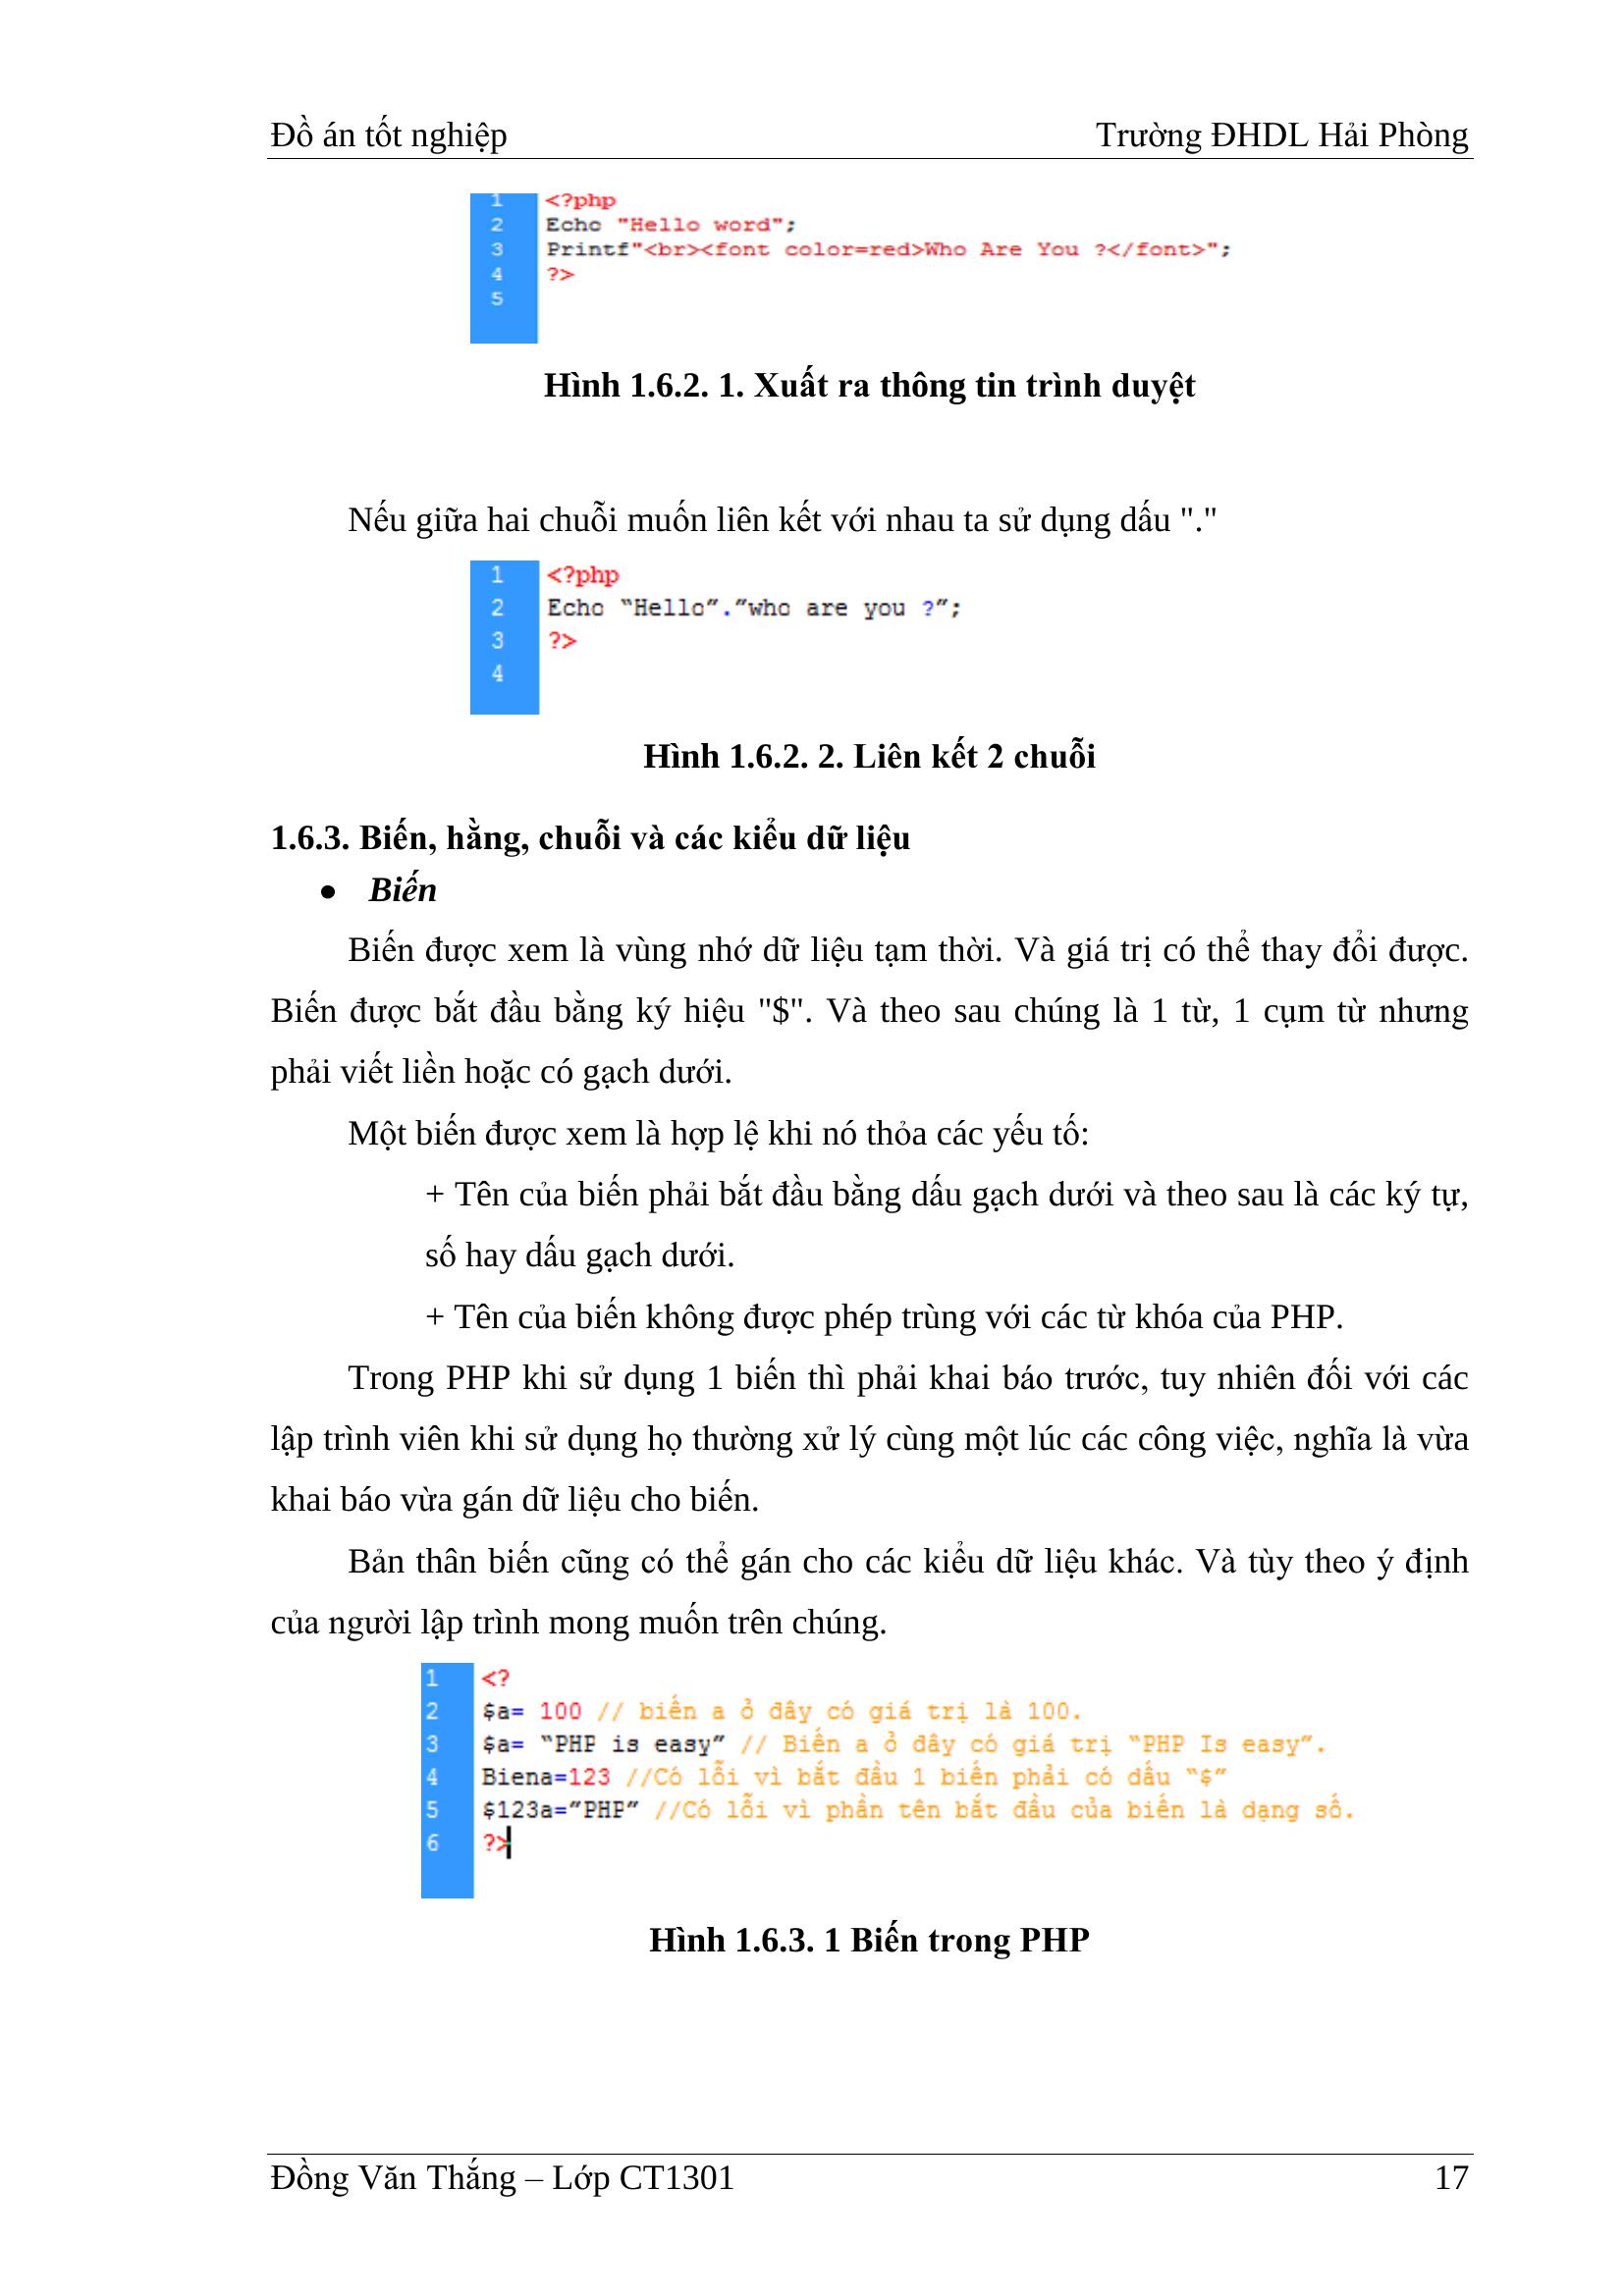 Đồ án tốt nghiệp Trường ĐHDL Hải Phòng
1 <?php
2 Echo "Hello word";
3 Printf"<br><font color=red>Who Are You ?</font>";
4 ?>
5
Hình 1.6.2. 1. Xuất ra thông tin trình duyệt
Nếu giữa hai chuỗi muốn liên kết với nhau ta sử dụng dấu "."
1 <?php
2 Echo “Hello”.”who are you ?”;
3 ?>
4
Hình 1.6.2. 2. Liên kết 2 chuỗi
1.6.3. Biến, hằng, chuỗi và các kiểu dữ liệu
• Biến
Biến được xem là vùng nhớ dữ liệu tạm thời. Và giá trị có thể thay đổi được.
Biến được bắt đầu bằng ký hiệu "$". Và theo sau chúng là 1 từ, 1 cụm từ nhưng
phải viết liền hoặc có gạch dưới.
Một biến được xem là hợp lệ khi nó thỏa các yếu tố:
+ Tên của biến phải bắt đầu bằng dấu gạch dưới và theo sau là các ký tự,
số hay dấu gạch dưới.
+ Tên của biến không được phép trùng với các từ khóa của PHP.
Trong PHP khi sử dụng 1 biến thì phải khai báo trước, tuy nhiên đối với các
lập trình viên khi sử dụng họ thường xử lý cùng một lúc các công việc, nghĩa là vừa
khai báo vừa gán dữ liệu cho biến.
Bản thân biến cũng có thể gán cho các kiểu dữ liệu khác. Và tùy theo ý định
của người lập trình mong muốn trên chúng.
1 <?
2 $a= 100 // biến a ở đây có giá trị là 100.
3 $a= “PHP is easy” // Biến a ở đây có giá trị “PHP Is easy”.
4 Biena=123 //Có lỗi vì bắt đầu 1 biến phải có dấu “$”
5 $123a=”PHP” //Có lỗi vì phần tên bắt đầu của biến là dạng số.
6 ?>
Hình 1.6.3. 1 Biến trong PHP
Đồng Văn Thắng – Lớp CT1301 17